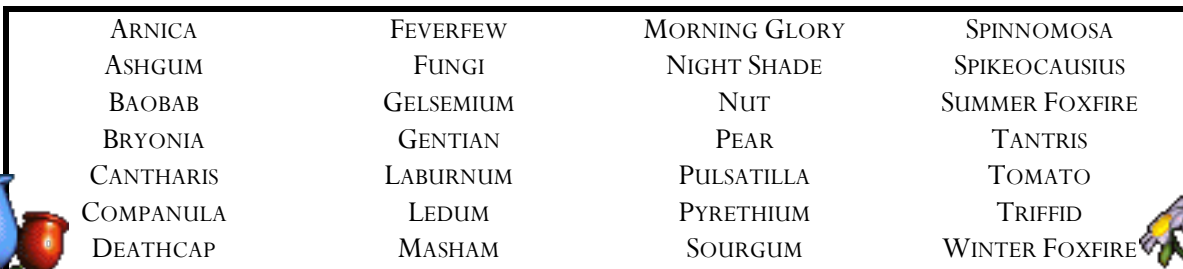 ARNICA FEVERFEW MORNING GLORY SPINNOMOSA
ASHGUM FUNGI NIGHT SHADE SPIKEOCAUSIUS
BAOBAB GELSEMIUM NUT SUMMER FOXFIRE
BRYONIA GENTIAN PEAR TANTRIS
CANTHARIS LABURNUM PULSATILLA TOMATO
COMPANULA LEDUM PYRETHIUM TRIFFID
DEATHCAP MASHAM SOURGUM WINTER FOXFIRE